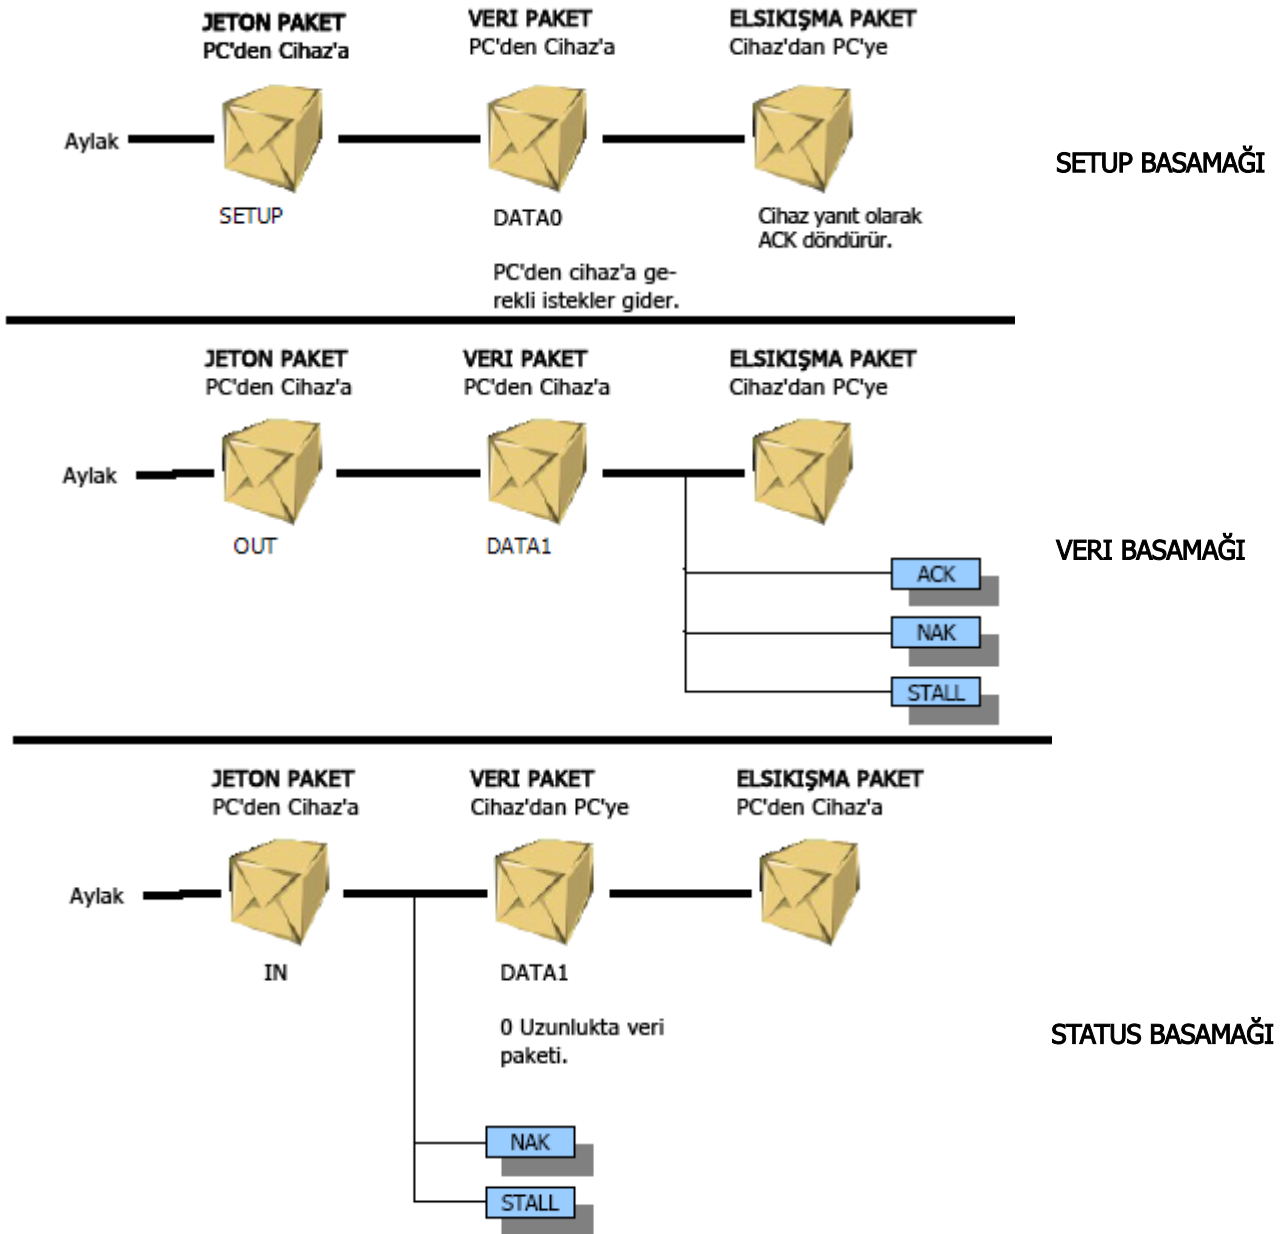 JETON PAKET
PC'den Cihaz'a
VERI PAKET
PC'den Cihaz'a
ELSIKIŞMA PAKET
Cihaz'dan PC'ye
Aylak
SETUP
DATA0
PC'den cihaz'a ge-
rekli istekler gider.
Cihaz yanıt olarak
ACK döndürür.
SETUP BASAMAĞI
JETON PAKET
PC'den Cihaz'a
VERI PAKET
PC'den Cihaz'a
ELSIKIŞMA PAKET
Cihaz'dan PC'ye
Aylak
OUT
DATA1
ACK
NAK
STALL
VERI BASAMAĞI
JETON PAKET
PC'den Cihaz'a
VERI PAKET
Cihaz'dan PC'ye
ELSIKIŞMA PAKET
PC'den Cihaz'a
Aylak
IN
DATA1
0 Uzunlukta veri
paketi.
NAK
STALL
STATUS BASAMAĞI